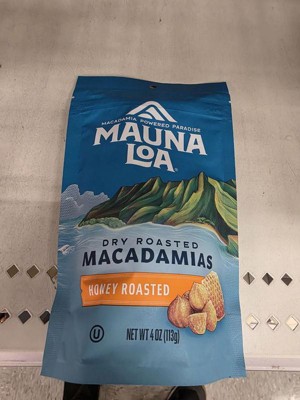 MACADAMIA POWERED PARADISE
MAUNA
LOA®
DRY ROASTED
MACADAMIAS
HONEY ROASTED
U
NET WT 4 OZ (113g)